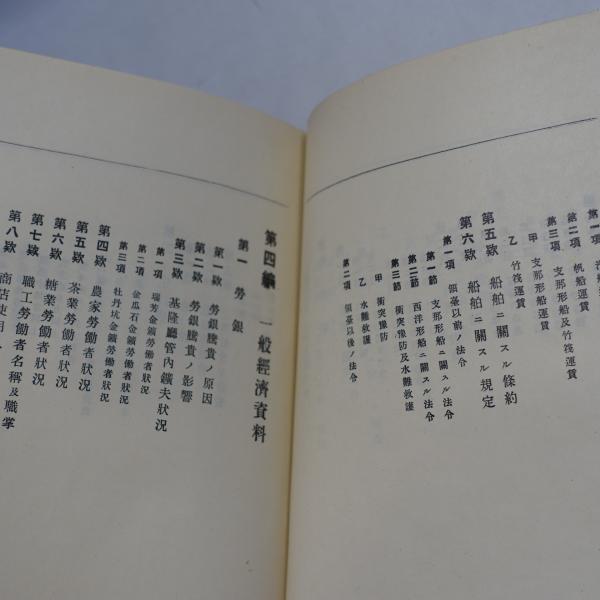 第一項
第二項 帆船運賃
第三項 支那形船及竹筏運賃
甲 支那形船運賃
乙 竹筏運賃
第五欵 船舶ニ關スル條約
第六欵 船舶ニ關スル規定
第一項 領臺以前ノ法令
第一節 支那形船ニ關スル法令
第二節 西洋形船ニ關スル法令
第三節 衝突豫防及水難救護
甲 衝突豫防
乙 水難救護
第二項 領臺以後ノ法令
第四編 一般經濟資料
第一 勞銀
第一欵 勞銀騰貴ノ原因
第二欵 勞銀騰貴ノ影響
第三欵 基隆廳管內鑛夫狀況
第一項 瑞芳金鑛勞働者狀況
第二項 金瓜石金鑛勞働者狀況
第三項 牡丹坑金鑛勞働者狀況
第四欵 農家勞働者狀況
第五欵 茶業勞働者狀況
第六欵 糖業勞働者狀況
第七欵 職工勞働者名稱及職掌
第八欵 商店使用人